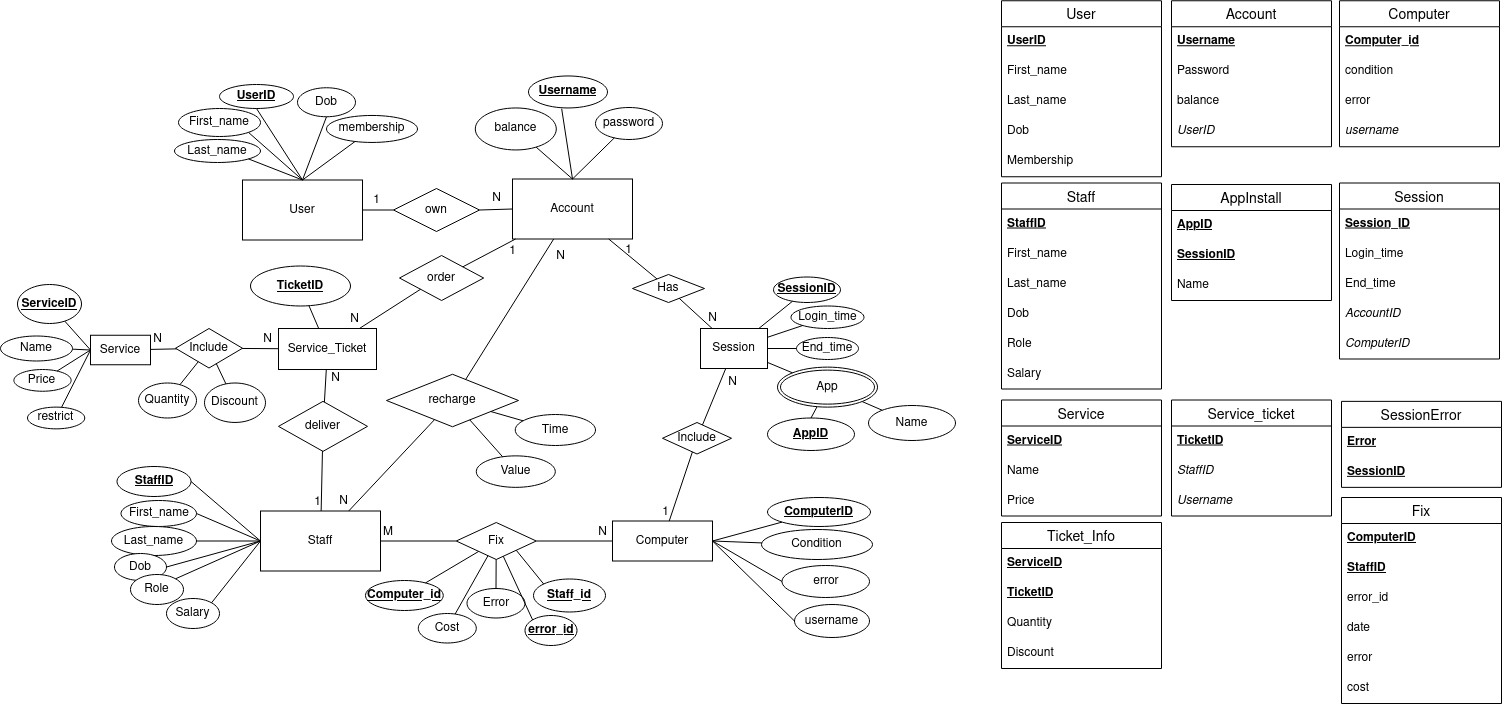 UserID
Dob
First_name
membership
Last_name
User
1
own
N
Username
balance
password
Account
1
N
1
order
Has
N
N
TicketID
ServiceID
Name
Price
restrict
Service
N
Include
N
Quantity
Discount
Service_Ticket
N
deliver
1
recharge
Time
Value
N
SessionID
Login_time
End_time
App
AppID
Name
Session
N
Include
1
StaffID
First_name
Last_name
Dob
Role
Salary
Staff
M
Fix
N
Computer_id
Cost
Error
error_id
Staff_id
Computer
ComputerID
Condition
error
username
User
UserID
First_name
Last_name
Dob
Membership
Account
Username
Password
balance
UserID
Computer
Computer_id
condition
error
username
Staff
StaffID
First_name
Last_name
Dob
Role
Salary
AppInstall
AppID
SessionID
Name
Session
Session_ID
Login_time
End_time
AccountID
ComputerID
Service
ServiceID
Name
Price
Service_ticket
TicketID
StaffID
Username
SessionError
Error
SessionID
Ticket_Info
ServiceID
TicketID
Quantity
Discount
Fix
ComputerID
StaffID
error_id
date
error
cost